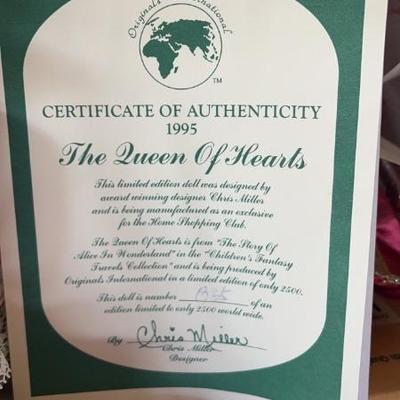 Originals International
TM
CERTIFICATE OF AUTHENTICITY
1995
The Queen Of Hearts
This limited edition doll was designed by
award winning designer Chris Miller
and is being manufactured as an exclusive
for the Home Shopping Club.
The Queen Of Hearts is from "The Story Of
Alice In Wonderland" in the "Children's Fantasy
Travels Collection" and is being produced by
Originals International in a limited edition of only 2500.
This doll is number of an
edition limited to only 2500 world wide.
By Chris Miller
Chris Miller
Designer